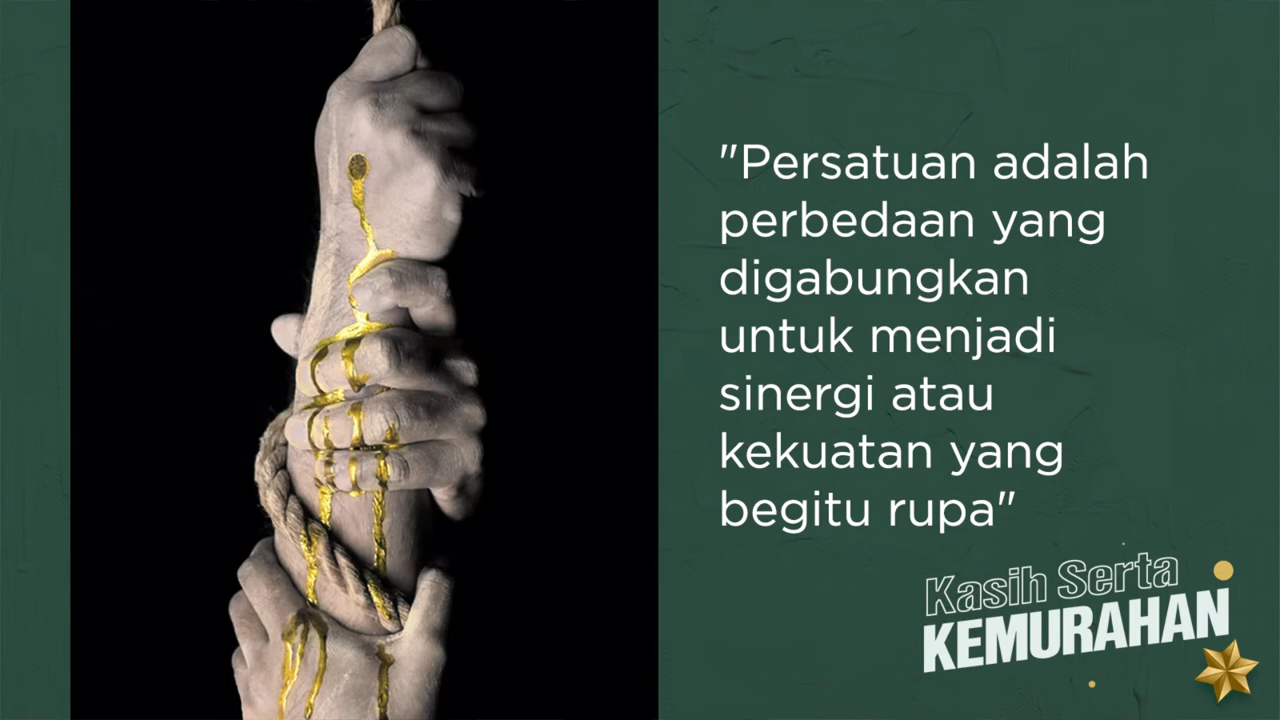 "Persatuan adalah
perbedaan yang
digabungkan
untuk menjadi
sinergi atau
kekuatan yang
begitu rupa"
Kasih Serta
KEMURAHAN